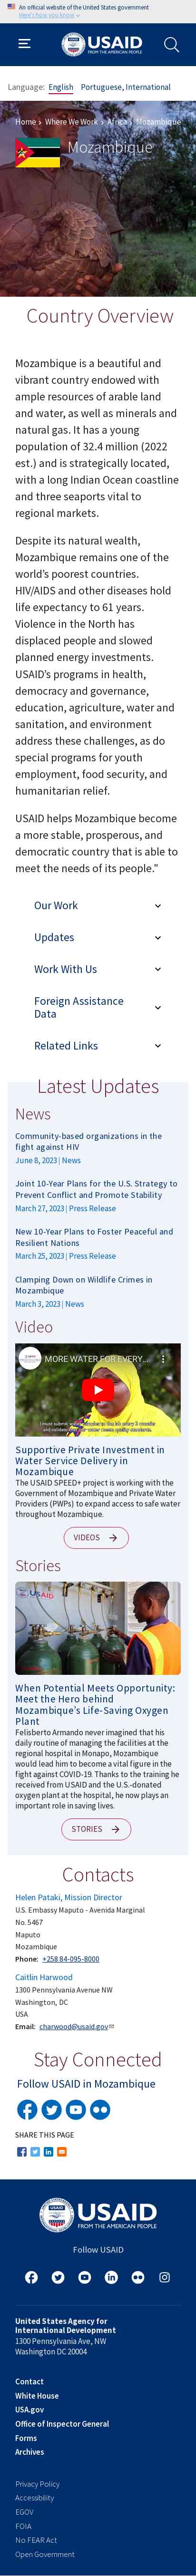 An official website of the United States government
Here's how you know
USAID
FROM THE AMERICAN PEOPLE
Language: English Portuguese, International
Home › Where We Work › Africa › Mozambique
Mozambique
Country Overview
Mozambique is a beautiful and
vibrant country endowed with
ample resources of arable land
and water, as well as minerals and
natural gas. It has a young
population of 32.4 million (2022
est.) and is strategically located,
with a long Indian Ocean coastline
and three seaports vital to
regional markets.
Despite its natural wealth,
Mozambique remains one of the
world's poorest countries.
HIV/AIDS and other diseases hold
life expectancy to 61 years.
Violence in the North has
displaced people and slowed
planned energy investments.
USAID's programs in health,
democracy and governance,
education, agriculture, water and
sanitation, and environment
address these challenges, as do
special programs for youth
employment, food security, and
humanitarian relief.
USAID helps Mozambique become
a more stable, prosperous, and
democratic country that is able to
meet the needs of its people."
Our Work
Updates
Work With Us
Foreign Assistance
Data
Related Links
Latest Updates
News
Community-based organizations in the
fight against HIV
June 8, 2023 | News
Joint 10-Year Plans for the U.S. Strategy to
Prevent Conflict and Promote Stability
March 27, 2023 | Press Release
New 10-Year Plans to Foster Peaceful and
Resilient Nations
March 25, 2023 | Press Release
Clamping Down on Wildlife Crimes in
Mozambique
March 3, 2023 | News
Video
MORE WATER FOR EVERY...
Supportive Private Investment in
Water Service Delivery in
Mozambique
The USAID SPEED+ project is working with the
Government of Mozambique and Private Water
Providers (PWPs) to expand access to safe water
throughout Mozambique.
VIDEOS
Stories
When Potential Meets Opportunity:
Meet the Hero behind
Mozambique's Life-Saving Oxygen
Plant
Felisberto Armando never imagined that his
daily routine of managing oil facilities at the
regional hospital in Monapo, Mozambique
would lead him to become a vital figure in the
fight against COVID-19. Thanks to the training he
received from USAID and the U.S.-donated
oxygen plant at the hospital, he now plays an
important role in saving lives.
STORIES
Contacts
Helen Pataki, Mission Director
U.S. Embassy Maputo - Avenida Marginal
No. 5467
Maputo
Mozambique
Phone: +258 84-095-8000
Caitlin Harwood
1300 Pennsylvania Avenue NW
Washington, DC
USA
Email: charwood@usaid.gov
Stay Connected
Follow USAID in Mozambique
SHARE THIS PAGE
USAID
FROM THE AMERICAN PEOPLE
Follow USAID
United States Agency for
International Development
1300 Pennsylvania Ave, NW
Washington DC 20004
Contact
White House
USA.gov
Office of Inspector General
Forms
Archives
Privacy Policy
Accessibility
EGOV
FOIA
No FEAR Act
Open Government